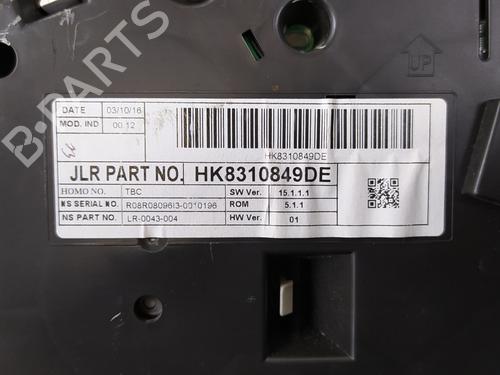 UP
DATE 03/10/16
MOD. IND 00.12
HK8310849DE
JLR PART NO. HK8310849DE
HOMO NO. TBC SW Ver. 15.1.1.1
NS SERIAL NO. R08R08096I3-0010196 ROM 5.1.1
NS PART NO. LR-0043-004 HW Ver. 01
B-PARTS